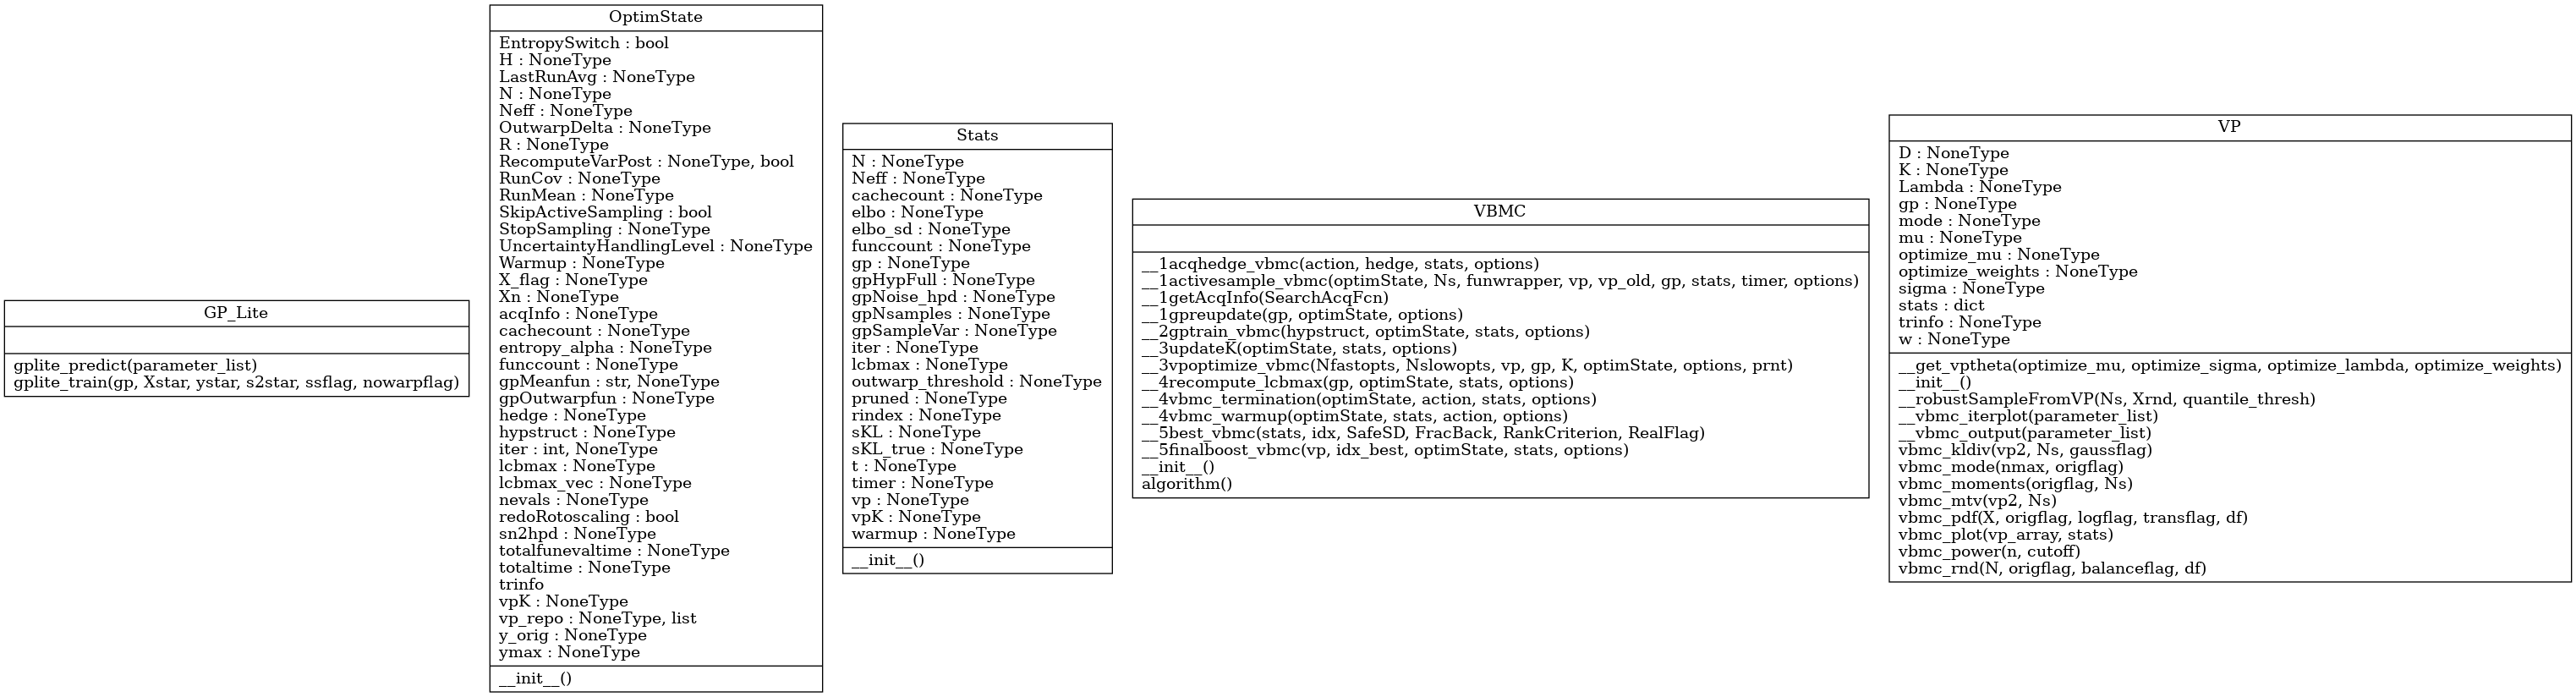 GP_Lite
gplite_predict(parameter_list)
gplite_train(gp, Xstar, ystar, s2star, ssflag, nowarpflag)
OptimState
EntropySwitch : bool
H : NoneType
LastRunAvg : NoneType
N : NoneType
Neff : NoneType
OutwarpDelta : NoneType
R : NoneType
RecomputeVarPost : NoneType, bool
RunCov : NoneType
RunMean : NoneType
SkipActiveSampling : bool
StopSampling : NoneType
UncertaintyHandlingLevel : NoneType
Warmup : NoneType
X_flag : NoneType
Xn : NoneType
acqInfo : NoneType
cachecount : NoneType
entropy_alpha : NoneType
funccount : NoneType
gpMeanfun : str, NoneType
gpOutwarpfun : NoneType
hedge : NoneType
hypstruct : NoneType
iter : int, NoneType
lcbmax : NoneType
lcbmax_vec : NoneType
nevals : NoneType
redoRotoscaling : bool
sn2hpd : NoneType
totalfunevaltime : NoneType
totaltime : NoneType
trinfo
vpK : NoneType
vp_repo : NoneType, list
y_orig : NoneType
ymax : NoneType
__init__()
Stats
N : NoneType
Neff : NoneType
cachecount : NoneType
elbo : NoneType
elbo_sd : NoneType
funccount : NoneType
gp : NoneType
gpHypFull : NoneType
gpNoise_hpd : NoneType
gpNsamples : NoneType
gpSampleVar : NoneType
iter : NoneType
lcbmax : NoneType
outwarp_threshold : NoneType
pruned : NoneType
rindex : NoneType
sKL : NoneType
sKL_true : NoneType
t : NoneType
timer : NoneType
vp : NoneType
vpK : NoneType
warmup : NoneType
__init__()
VBMC
__1acqhedge_vbmc(action, hedge, stats, options)
__1activesample_vbmc(optimState, Ns, funwrapper, vp, vp_old, gp, stats, timer, options)
__1getAcqInfo(SearchAcqFcn)
__1gpreupdate(gp, optimState, options)
__2gptrain_vbmc(hypstruct, optimState, stats, options)
__3updateK(optimState, stats, options)
__3vpoptimize_vbmc(Nfastopts, Nslowopts, vp, gp, K, optimState, options, prnt)
__4recompute_lcbmax(gp, optimState, stats, options)
__4vbmc_termination(optimState, action, stats, options)
__4vbmc_warmup(optimState, stats, action, options)
__5best_vbmc(stats, idx, SafeSD, FracBack, RankCriterion, RealFlag)
__5finalboost_vbmc(vp, idx_best, optimState, stats, options)
__init__()
algorithm()
VP
D : NoneType
K : NoneType
Lambda : NoneType
gp : NoneType
mode : NoneType
mu : NoneType
optimize_mu : NoneType
optimize_weights : NoneType
sigma : NoneType
stats : dict
trinfo : NoneType
w : NoneType
__get_vptheta(optimize_mu, optimize_sigma, optimize_lambda, optimize_weights)
__init__()
__robustSampleFromVP(Ns, Xrnd, quantile_thresh)
__vbmc_iterplot(parameter_list)
__vbmc_output(parameter_list)
vbmc_kldiv(vp2, Ns, gaussflag)
vbmc_mode(nmax, origflag)
vbmc_moments(origflag, Ns)
vbmc_mtv(vp2, Ns)
vbmc_pdf(X, origflag, logflag, transflag, df)
vbmc_plot(vp_array, stats)
vbmc_power(n, cutoff)
vbmc_rnd(N, origflag, balanceflag, df)